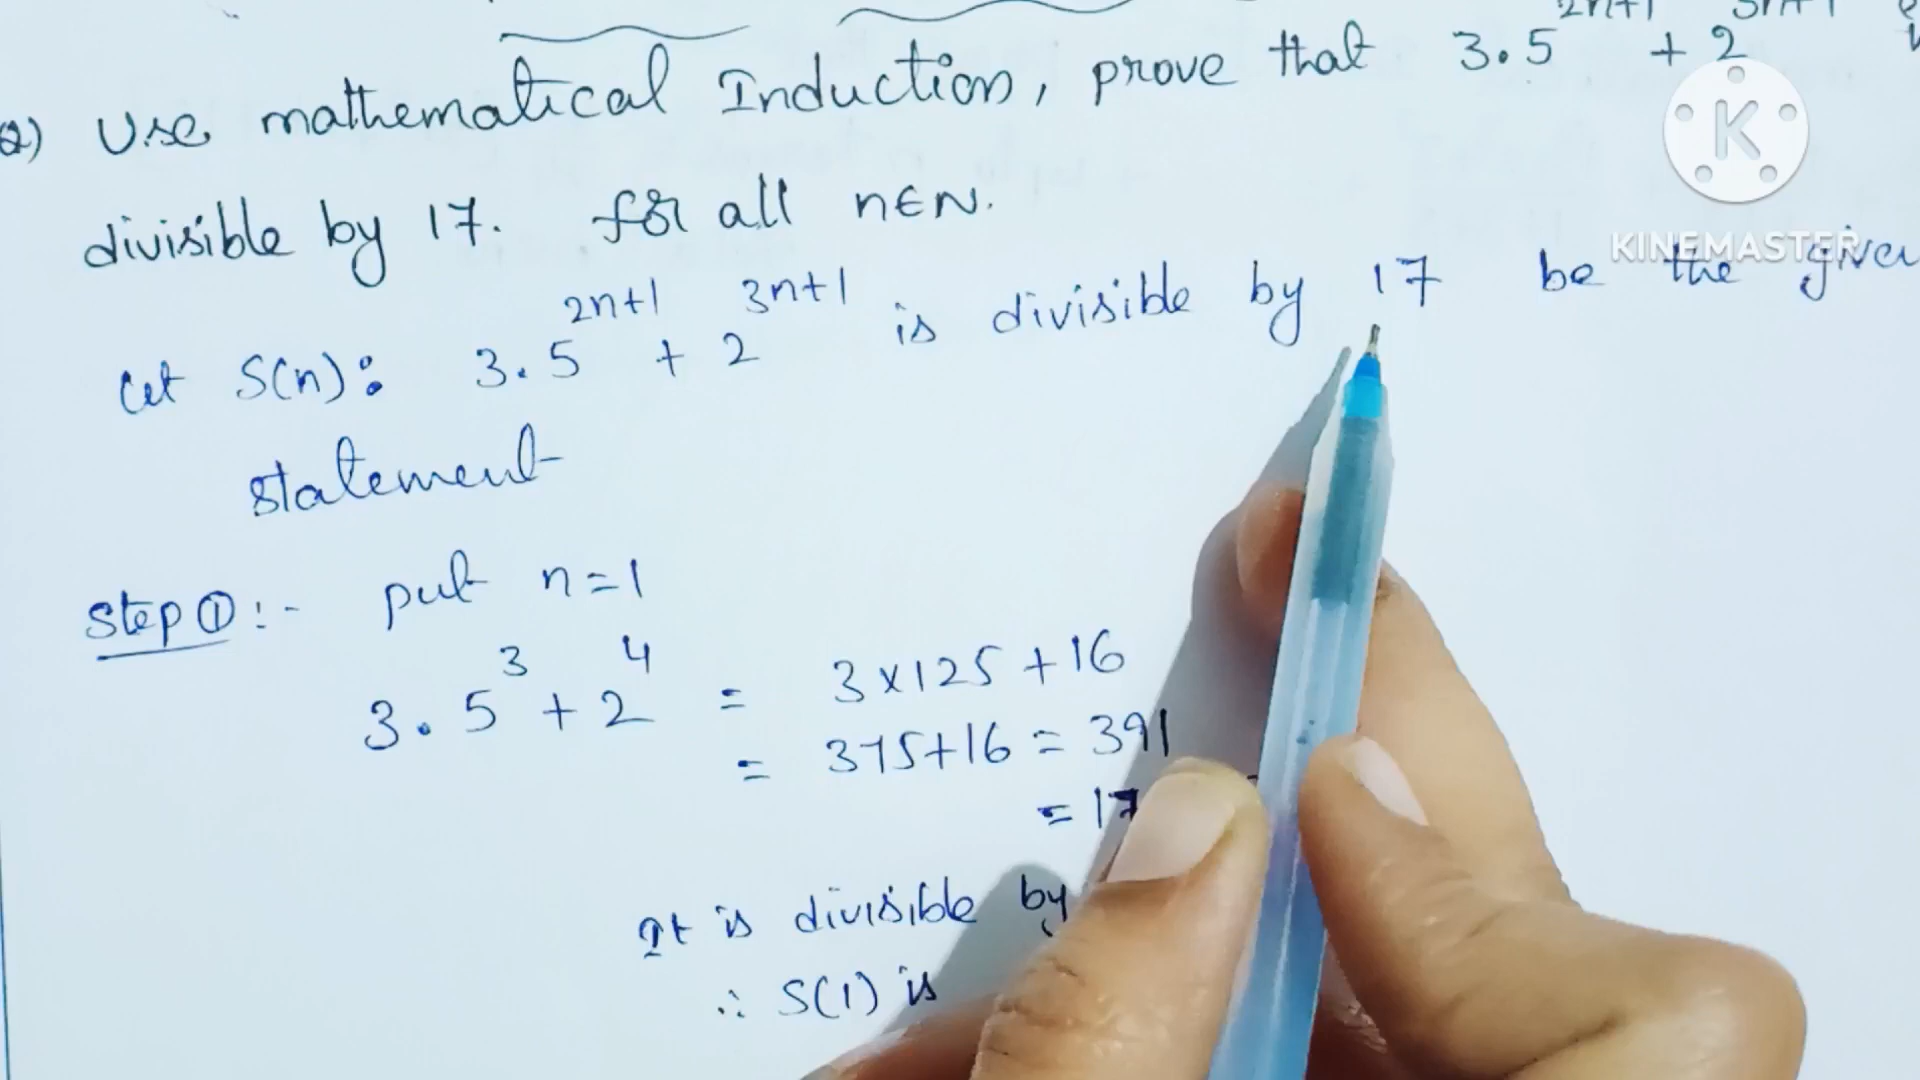 Q) Use mathematical Induction, prove that 3.5^2n+1 + 2^3n+1
divisible by 17. for all n∈N.
Let S(n): 3.5^2n+1 + 2^3n+1 is divisible by 17 be the given
statement
Step ①:- put n=1
3.5^3 + 2^4 = 3×125+16
= 375+16 = 391
= 17
It is divisible by
∴ S(1) is
K
KINEMASTER